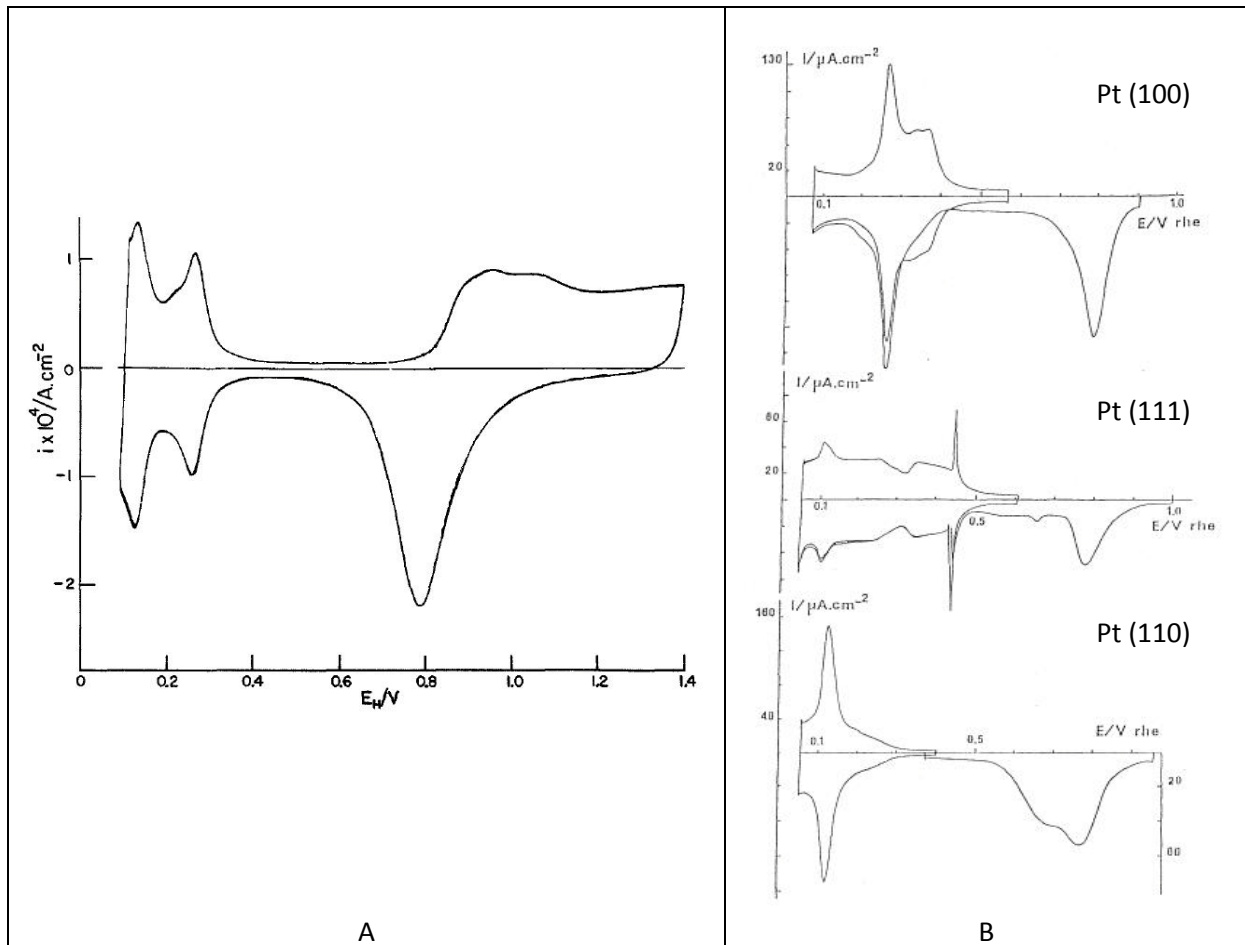 1
0
-1
-2
i x 10⁴/A.cm⁻²
0
0.2
0.4
0.6
0.8
1.0
1.2
1.4
E_H/V
A
130
I/µA.cm⁻²
Pt (100)
20
0.1
1.0
E/V rhe
I/µA.cm⁻²
Pt (111)
60
20
0.1
0.5
1.0
E/V rhe
160
I/µA.cm⁻²
Pt (110)
40
0.1
0.5
E/V rhe
20
60
B